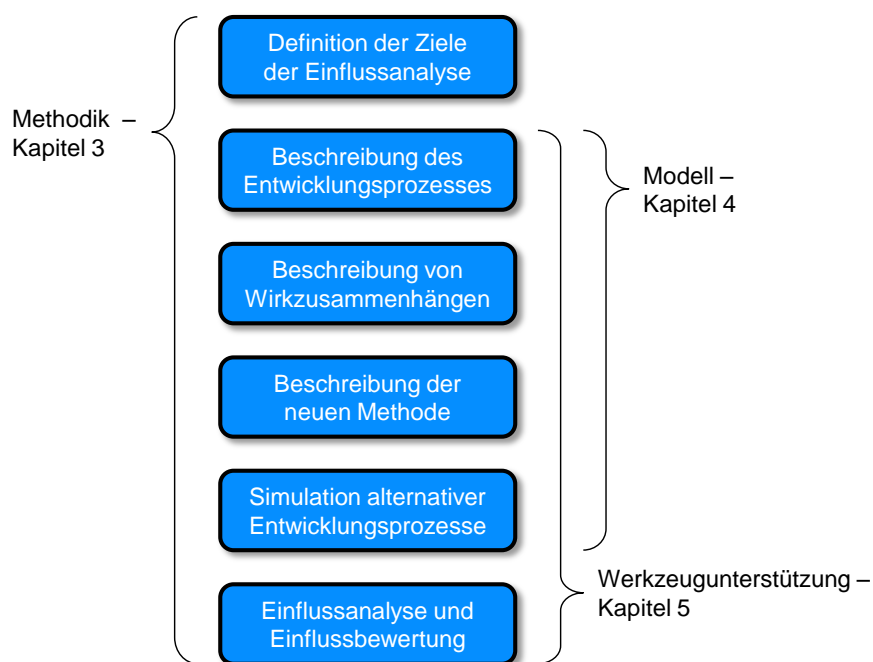 Definition der Ziele
der Einflussanalyse
Methodik –
Kapitel 3
Beschreibung des
Entwicklungsprozesses
Modell –
Kapitel 4
Beschreibung von
Wirkzusammenhängen
Beschreibung der
neuen Methode
Simulation alternativer
Entwicklungsprozesse
Werkzeugunterstützung –
Kapitel 5
Einflussanalyse und
Einflussbewertung